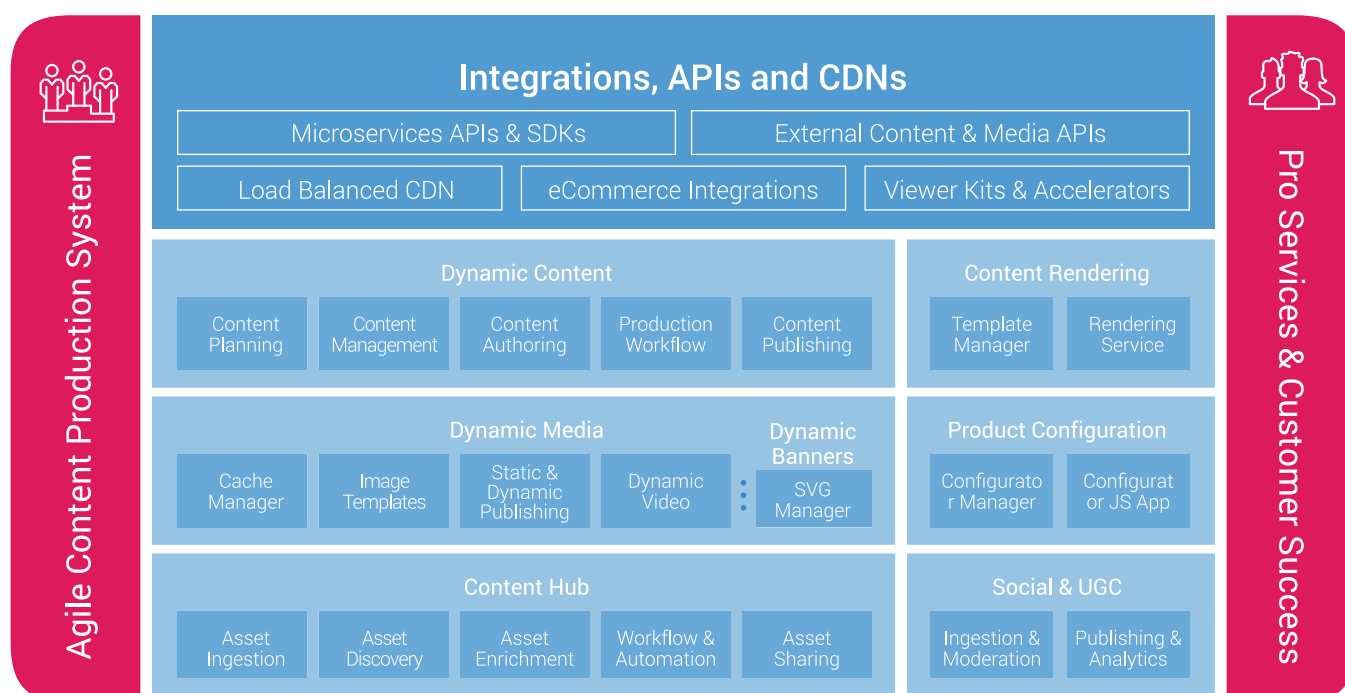 Agile Content Production System
Integrations, APIs and CDNs
Microservices APIs & SDKs
External Content & Media APIs
Load Balanced CDN
eCommerce Integrations
Viewer Kits & Accelerators
Dynamic Content
Content
Planning
Content
Management
Content
Authoring
Production
Workflow
Content
Publishing
Content Rendering
Template
Manager
Rendering
Service
Dynamic Media
Cache
Manager
Image
Templates
Static &
Dynamic
Publishing
Dynamic
Video
Dynamic
Banners
SVG
Manager
Product Configuration
Configurato
r Manager
Configurat
or JS App
Content Hub
Asset
Ingestion
Asset
Discovery
Asset
Enrichment
Workflow &
Automation
Asset
Sharing
Social & UGC
Ingestion &
Moderation
Publishing &
Analytics
Pro Services & Customer Success